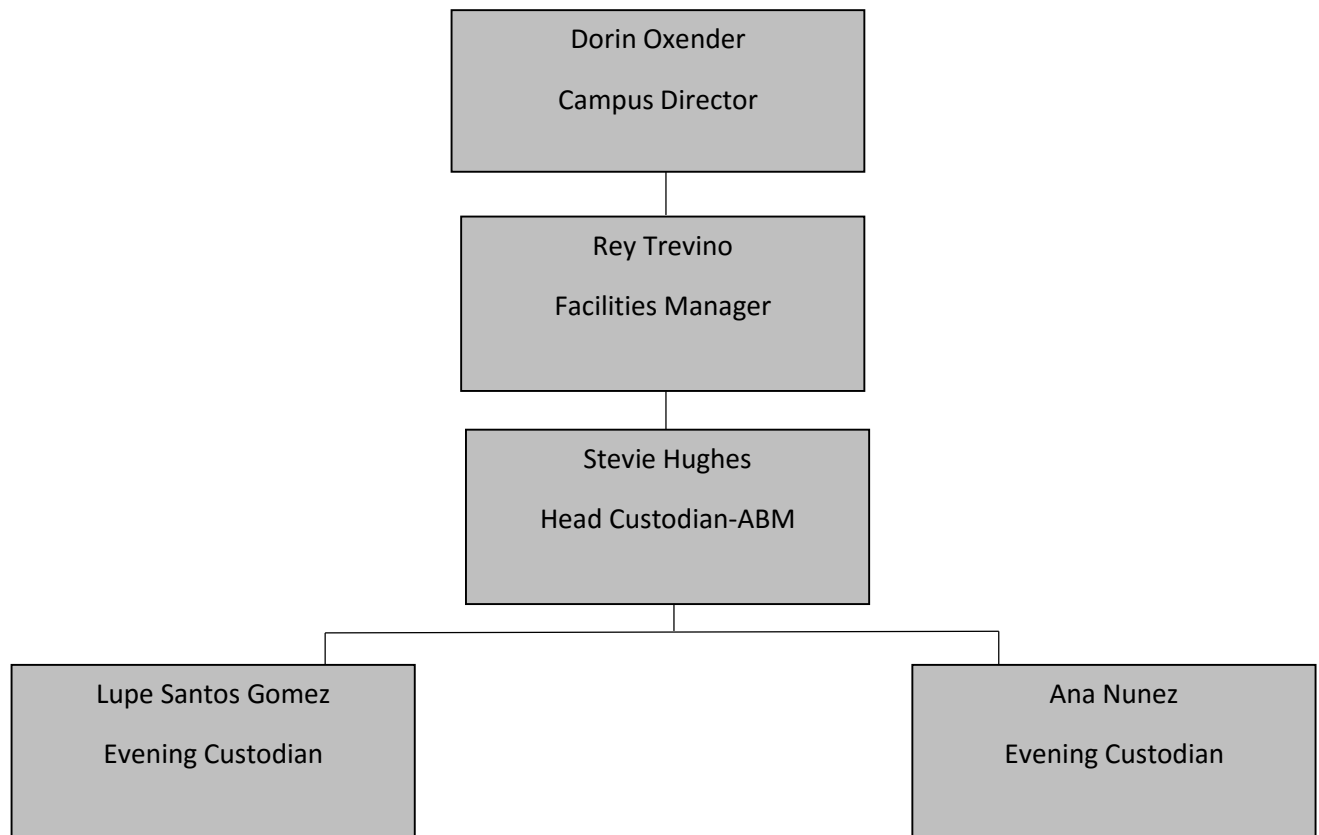 Dorin Oxender
Campus Director
Rey Trevino
Facilities Manager
Stevie Hughes
Head Custodian-ABM
Lupe Santos Gomez
Evening Custodian
Ana Nunez
Evening Custodian